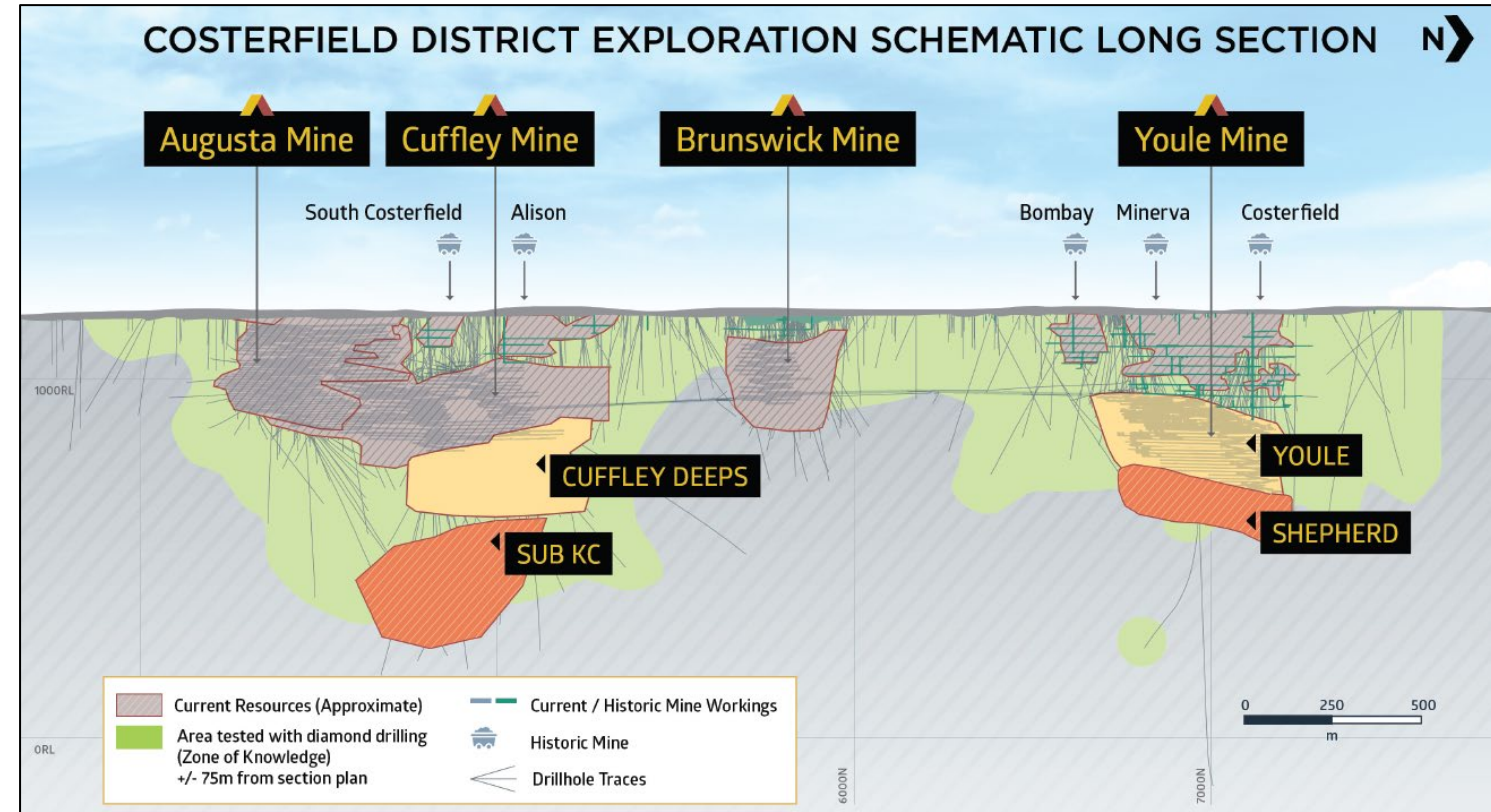 COSTERFIELD DISTRICT EXPLORATION SCHEMATIC LONG SECTION N
Augusta Mine
Cuffley Mine
Brunswick Mine
Youle Mine
South Costerfield
Alison
Bombay
Minerva
Costerfield
1000RL
CUFFLEY DEEPS
YOULE
SUB KC
SHEPHERD
Current Resources (Approximate)
Area tested with diamond drilling
(Zone of Knowledge)
+/- 75m from section plan
Current / Historic Mine Workings
Historic Mine
Drillhole Traces
0 250 500
m
0RL
6000N
7000N